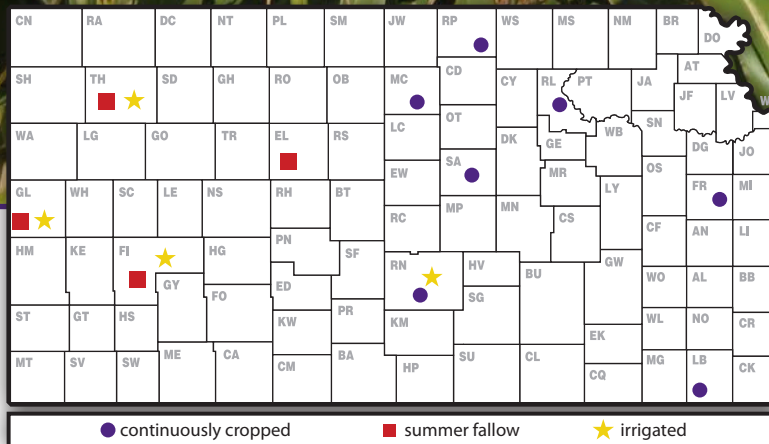 CN RA DC NT PL SM JW RP WS MS NM BR DO
SH TH SD GH RO OB MC CD CY RL PT JA AT JF LV W
WA LG GO TR EL RS LC OT DK GE WB SN DG JO
EW SA MR OS
GL WH SC LE NS RH BT RC MP MN CS LY FR MI
HM KE FI HG PN SF RN HV BU GW CF AN LI
GY ED SG WO AL BB
ST GT HS FO KW PR KM EK WL NO CR
MT SV SW ME CA CM BA HP SU CL CQ MG LB CK
continuously cropped summer fallow irrigated